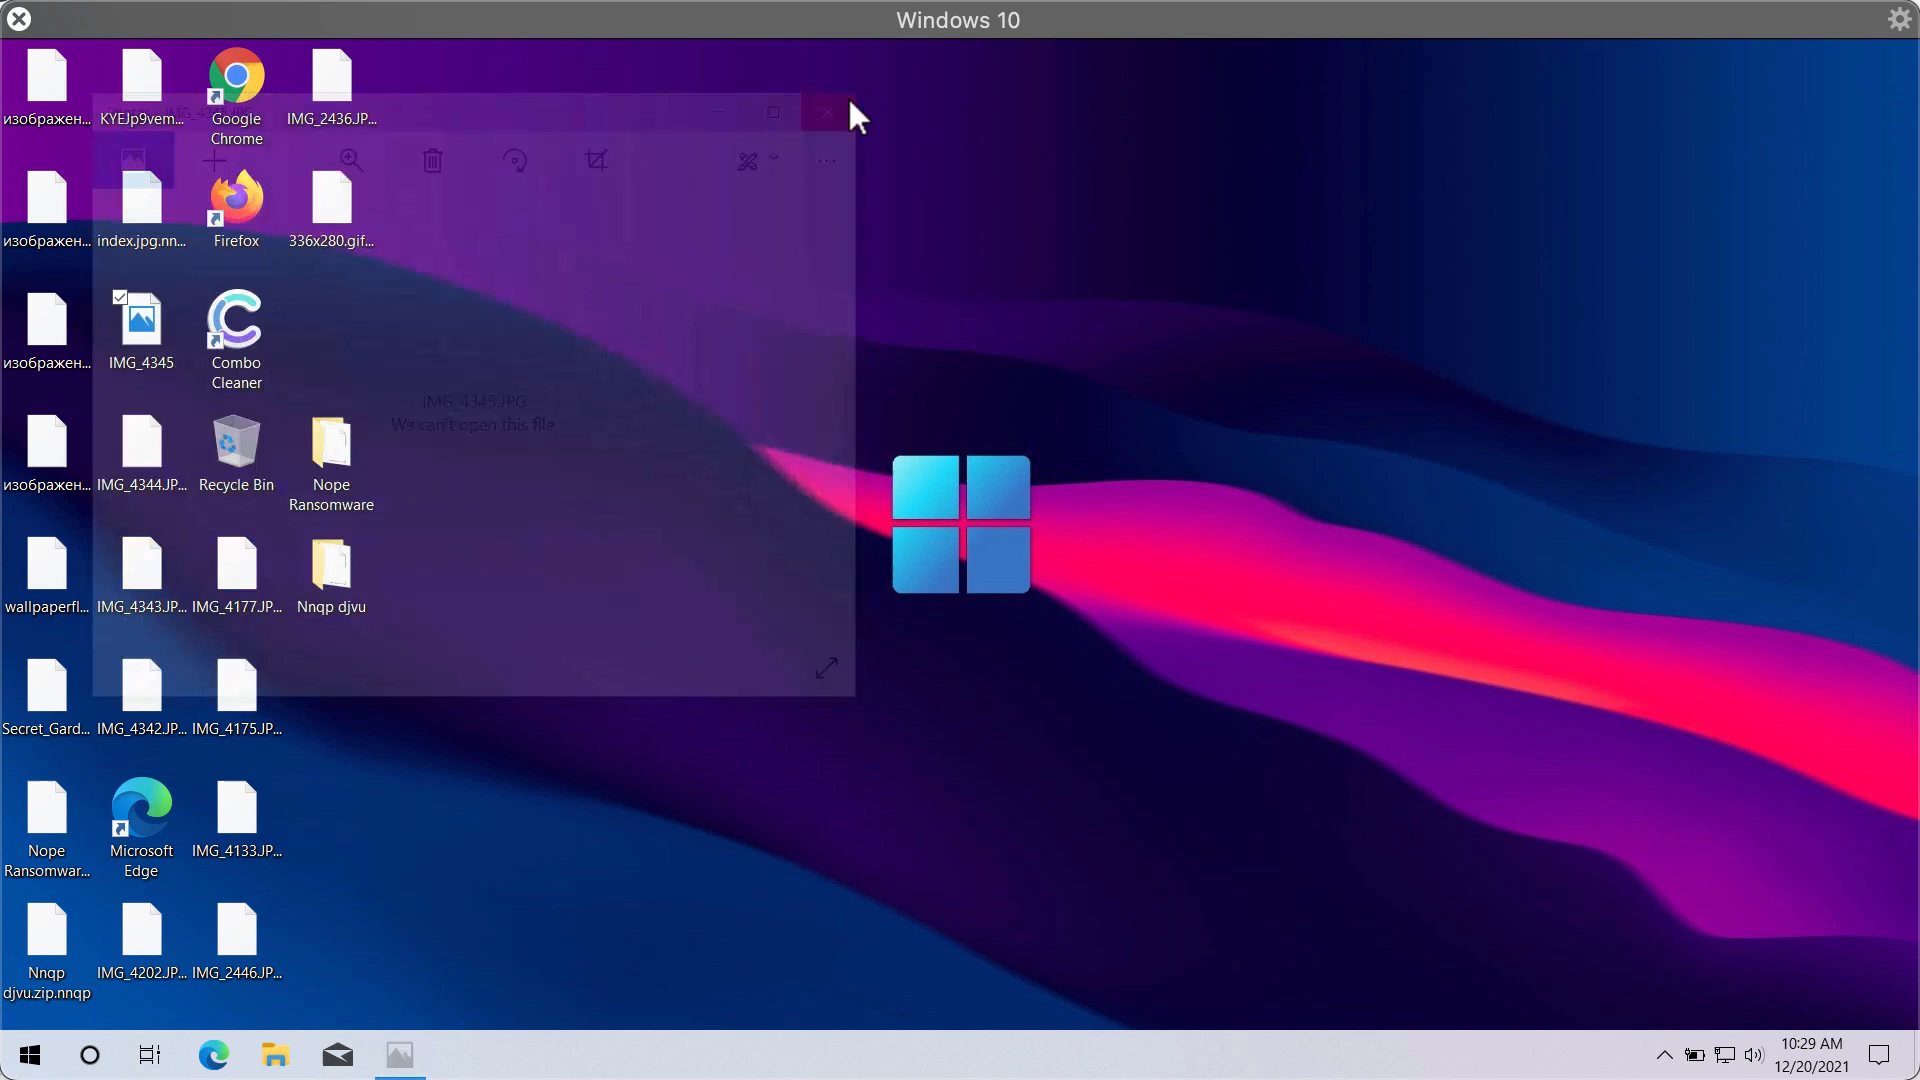 Windows 10
изображен...
KYEJp9vem...
Google
Chrome
IMG_2436.JP...
изображен...
index.jpg.nn...
Firefox
336x280.gif...
изображен...
IMG_4345
Combo
Cleaner
IMG_4345.JPG
We can't open this file
изображен...
IMG_4344.JP...
Recycle Bin
Nope
Ransomware
wallpaperfl...
IMG_4343.JP...
IMG_4177.JP...
Nnqp djvu
Secret_Gard...
IMG_4342.JP...
IMG_4175.JP...
Nope
Ransomwar...
Microsoft
Edge
IMG_4133.JP...
Nnqp
djvu.zip.nnqp
IMG_4202.JP...
IMG_2446.JP...
10:29 AM
12/20/2021